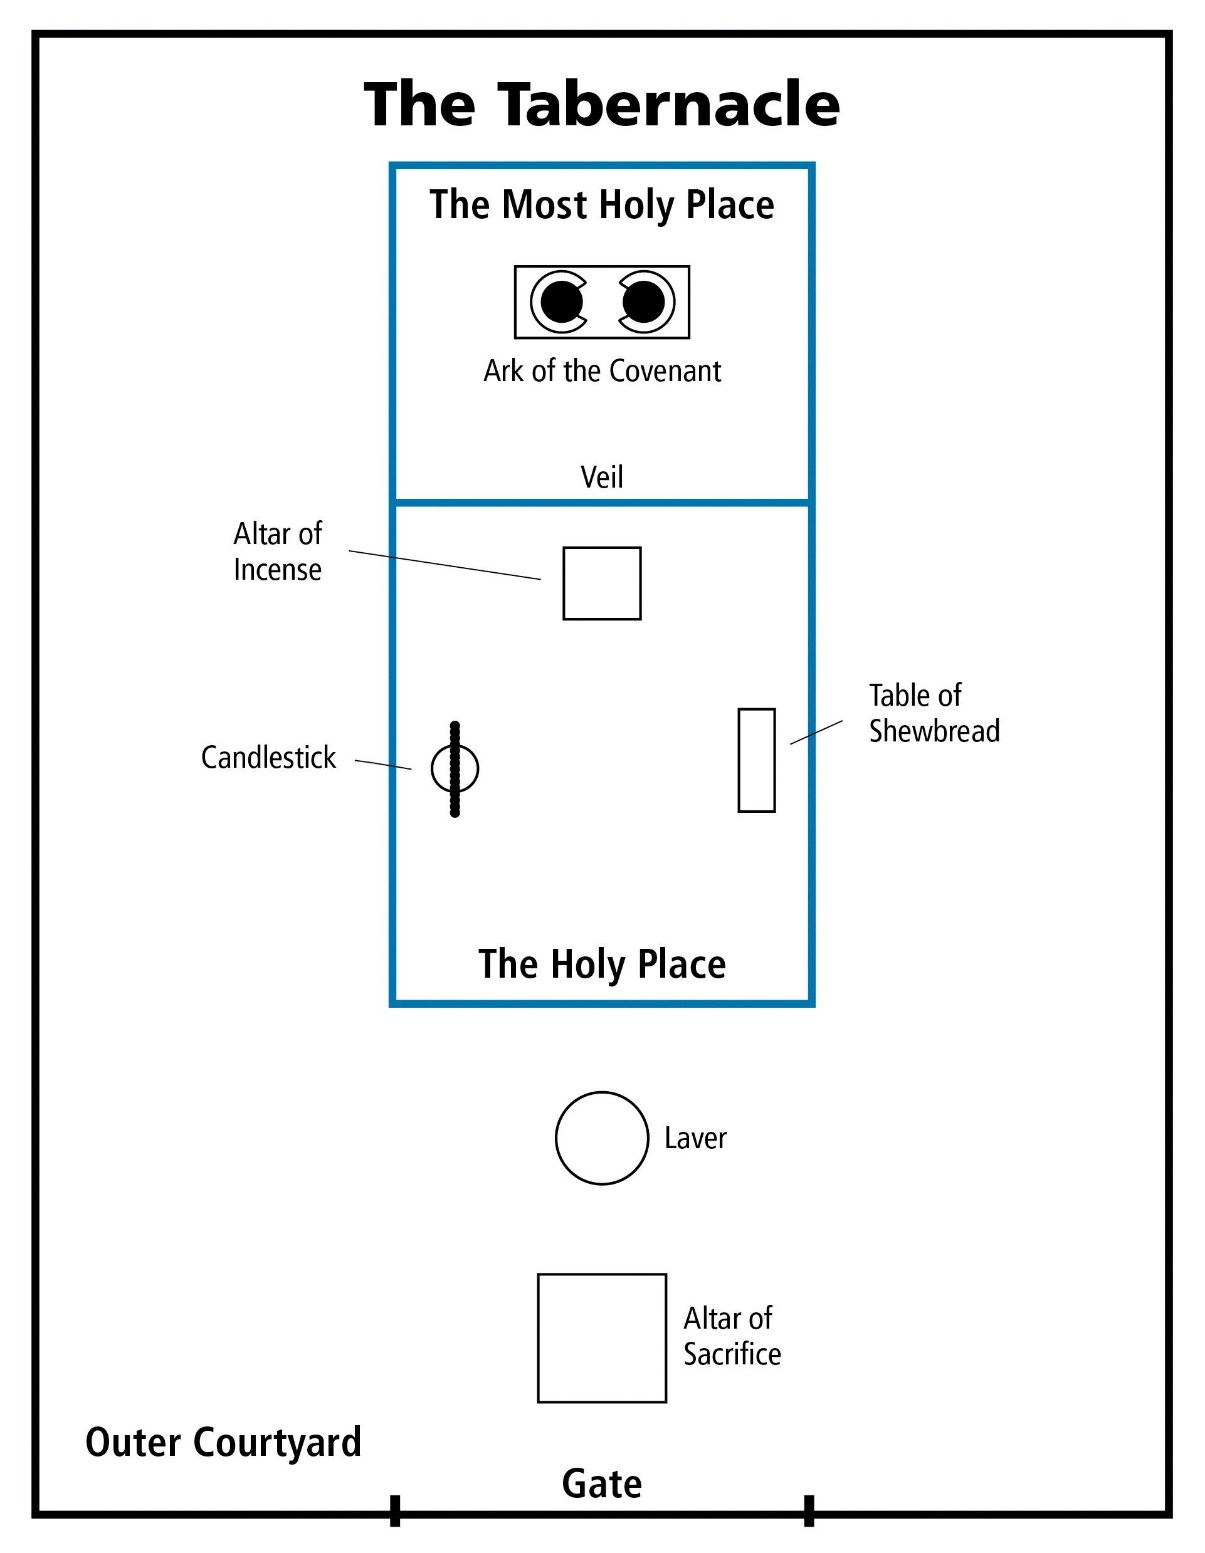 The Tabernacle
The Most Holy Place
Ark of the Covenant
Veil
Altar of
Incense
Table of
Shewbread
Candlestick
The Holy Place
Laver
Altar of
Sacrifice
Outer Courtyard
Gate